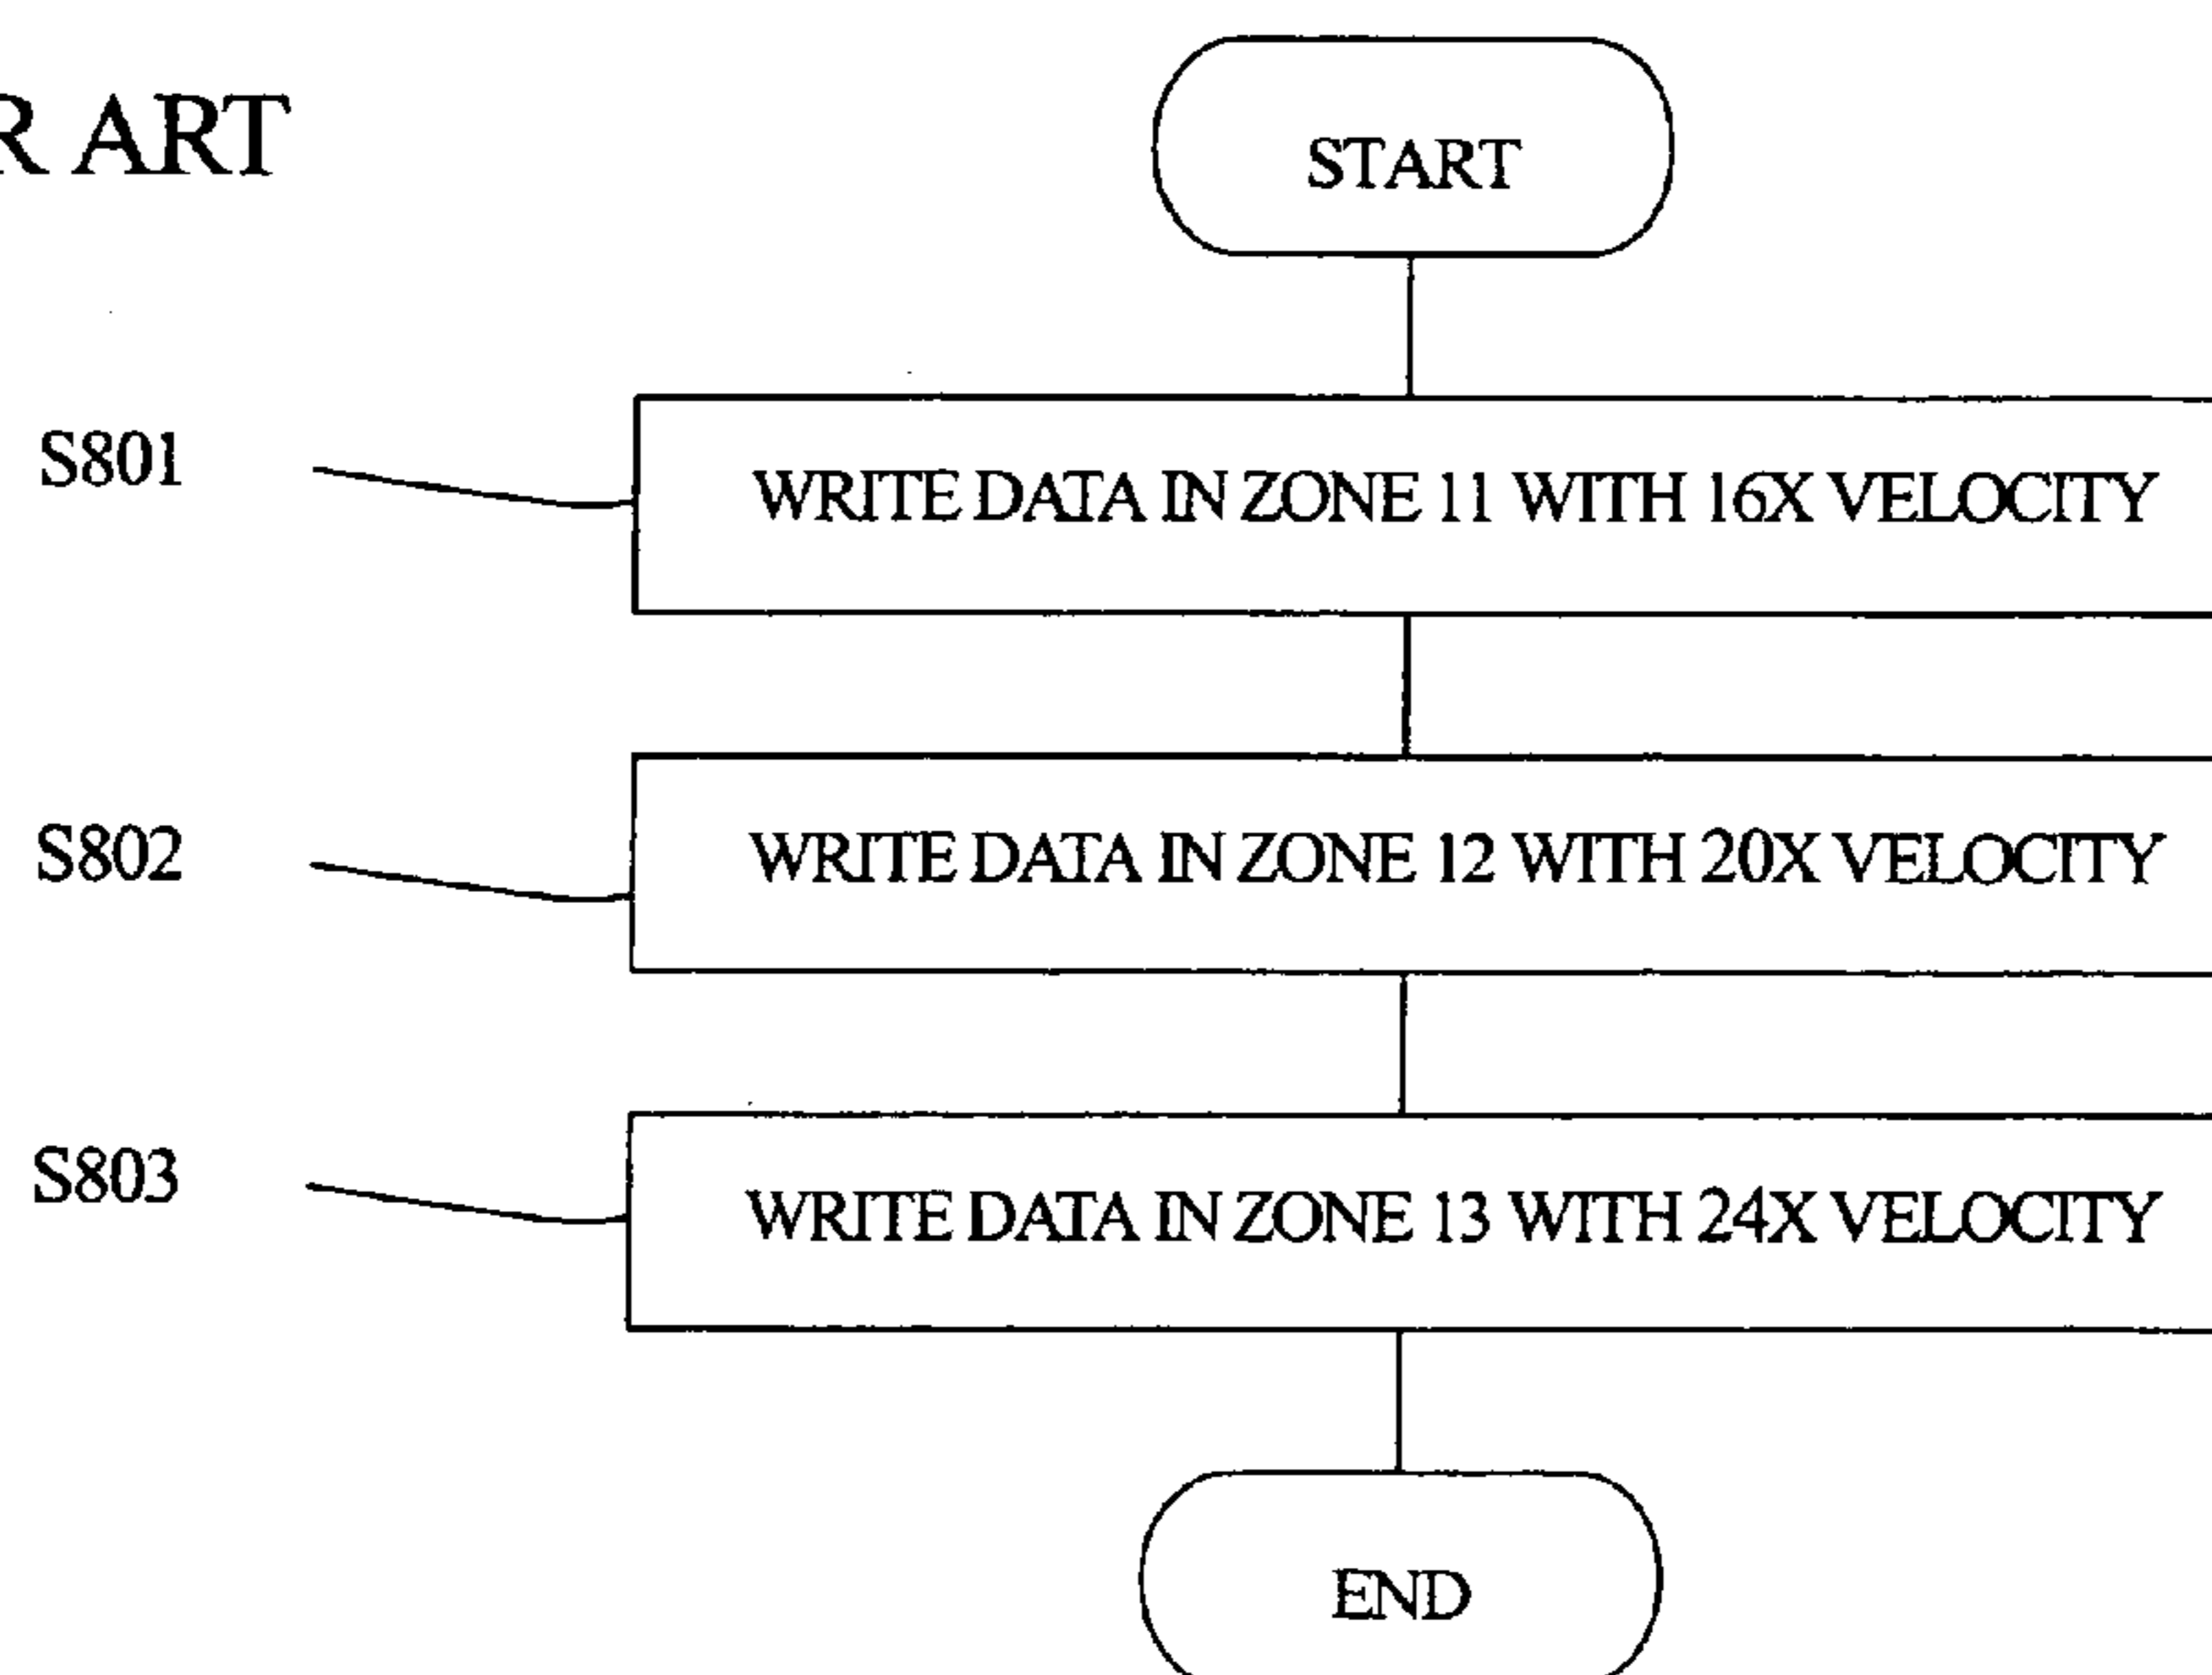 R ART
START
S801
WRITE DATA IN ZONE 11 WITH 16X VELOCITY
S802
WRITE DATA IN ZONE 12 WITH 20X VELOCITY
S803
WRITE DATA IN ZONE 13 WITH 24X VELOCITY
END